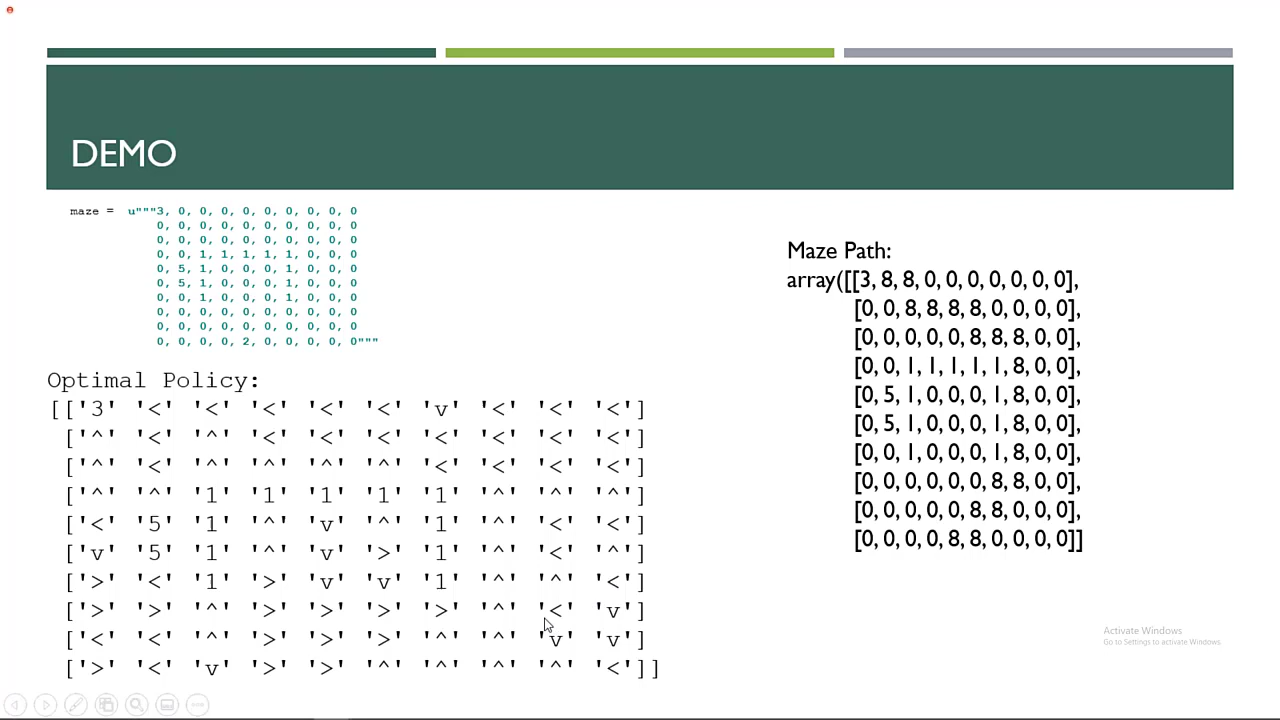 DEMO
maze = u"""3, 0, 0, 0, 0, 0, 0, 0, 0, 0
0, 0, 0, 0, 0, 0, 0, 0, 0, 0
0, 0, 0, 0, 0, 0, 0, 0, 0, 0
0, 0, 1, 1, 1, 1, 1, 0, 0, 0
0, 5, 1, 0, 0, 0, 1, 0, 0, 0
0, 5, 1, 0, 0, 0, 1, 0, 0, 0
0, 0, 1, 0, 0, 0, 1, 0, 0, 0
0, 0, 0, 0, 0, 0, 0, 0, 0, 0
0, 0, 0, 0, 0, 0, 0, 0, 0, 0
0, 0, 0, 0, 2, 0, 0, 0, 0, 0"""
Optimal Policy:
[['3' '<' '<' '<' '<' '<' 'v' '<' '<' '<']
['^' '<' '^' '<' '<' '<' '<' '<' '<' '<']
['^' '<' '^' '^' '^' '^' '<' '<' '<' '<']
['^' '^' '1' '1' '1' '1' '1' '^' '^' '^']
['<' '5' '1' '^' 'v' '^' '1' '^' '<' '<']
['v' '5' '1' '^' 'v' '>' '1' '^' '<' '^']
['>' '<' '1' '>' 'v' 'v' '1' '^' '^' '<']
['>' '>' '^' '>' '>' '>' '>' '^' '<' 'v']
['<' '<' '^' '>' '>' '>' '^' '^' 'v' 'v']
['>' '<' 'v' '>' '>' '^' '^' '^' '^' '<']]
Maze Path:
array([[3, 8, 8, 0, 0, 0, 0, 0, 0, 0],
[0, 0, 8, 8, 8, 8, 0, 0, 0, 0],
[0, 0, 0, 0, 0, 8, 8, 8, 0, 0],
[0, 0, 1, 1, 1, 1, 1, 8, 0, 0],
[0, 5, 1, 0, 0, 0, 1, 8, 0, 0],
[0, 5, 1, 0, 0, 0, 1, 8, 0, 0],
[0, 0, 1, 0, 0, 0, 1, 8, 0, 0],
[0, 0, 0, 0, 0, 0, 8, 8, 0, 0],
[0, 0, 0, 0, 0, 8, 8, 0, 0, 0],
[0, 0, 0, 0, 8, 8, 0, 0, 0, 0]]
Activate Windows
Go to Settings to activate Windows.